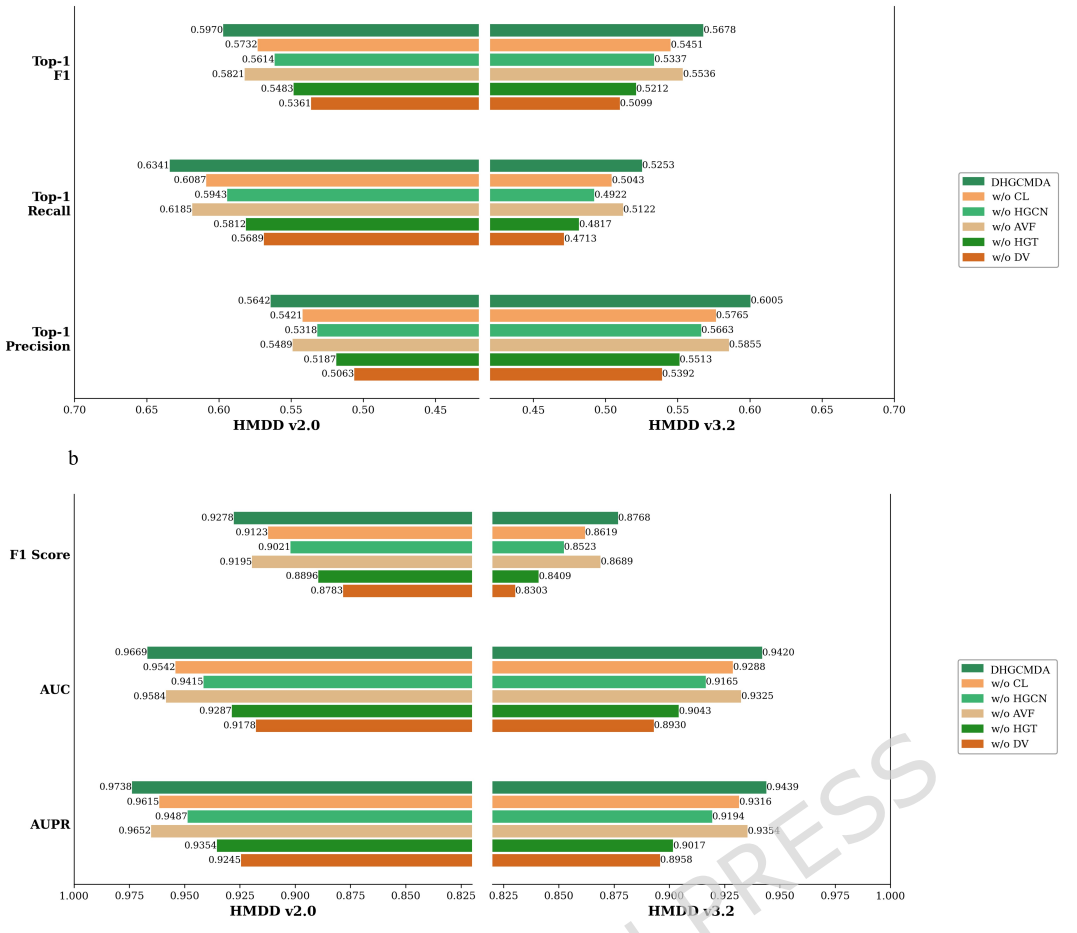 0.5970
0.5678
0.5732
0.5451
0.5614
0.5337
Top-1
F1
0.5821
0.5536
0.5483
0.5212
0.5361
0.5099
0.6341
0.5253
0.6087
0.5043
0.5943
0.4922
Top-1
Recall
0.6185
0.5122
0.5812
0.4817
0.5689
0.4713
0.5642
0.6005
0.5421
0.5765
0.5318
0.5663
Top-1
Precision
0.5489
0.5855
0.5187
0.5513
0.5063
0.5392
0.70 0.65 0.60 0.55 0.50 0.45 0.45 0.50 0.55 0.60 0.65 0.70
HMDD v2.0 HMDD v3.2
DHGCMDA
w/o CL
w/o HGCN
w/o AVF
w/o HGT
w/o DV
b
0.9278
0.8768
0.9123
0.8619
0.9021
0.8523
F1 Score
0.9195
0.8689
0.8896
0.8409
0.8783
0.8303
0.9669
0.9420
0.9542
0.9288
0.9415
0.9165
AUC
0.9584
0.9325
0.9287
0.9043
0.9178
0.8930
0.9738
0.9439
0.9615
0.9316
0.9487
0.9194
AUPR
0.9652
0.9354
0.9354
0.9017
0.9245
0.8958
1.000 0.975 0.950 0.925 0.900 0.875 0.850 0.825 0.825 0.850 0.875 0.900 0.925 0.950 0.975 1.000
HMDD v2.0 HMDD v3.2
DHGCMDA
w/o CL
w/o HGCN
w/o AVF
w/o HGT
w/o DV
PRESS